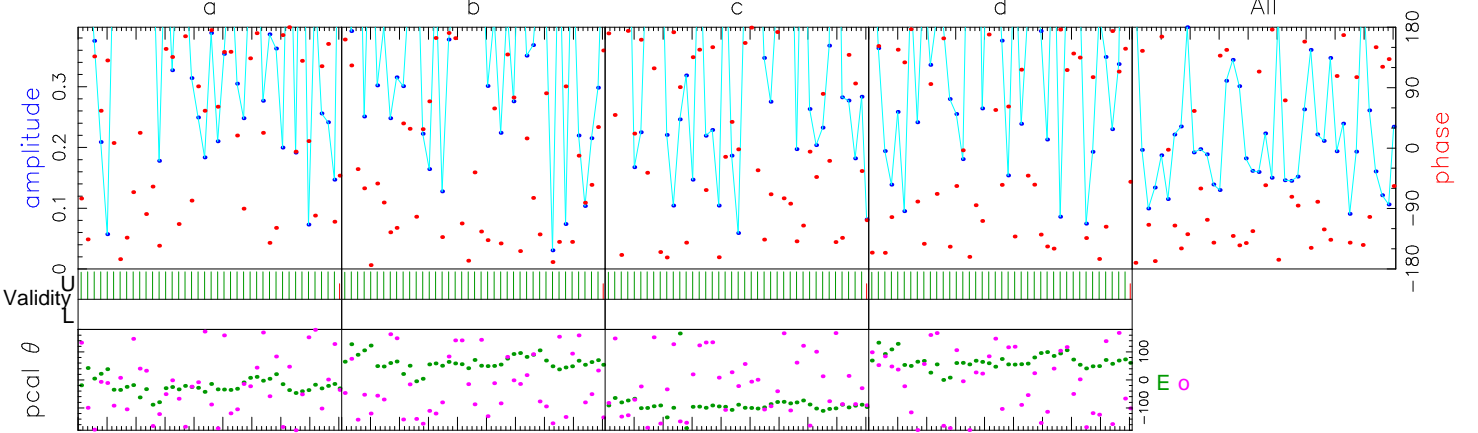 a b c d All
amplitude
0 0.1 0.2 0.3
phase
180 90 0 −90 −180
Validity
U
L
pcal θ
100 0 −100
E o